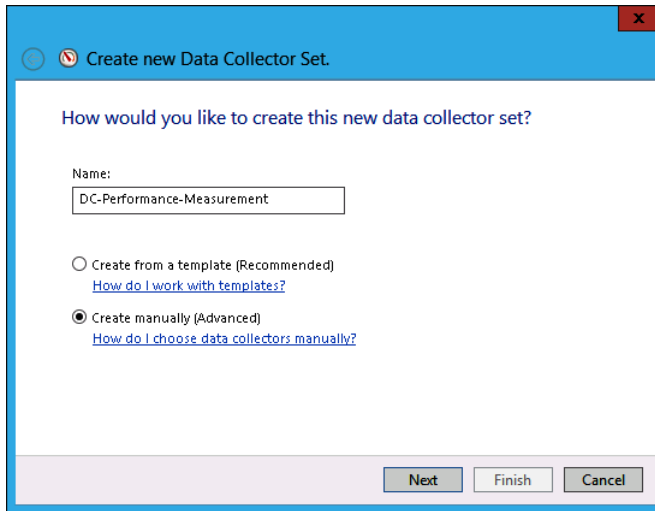 x
Create new Data Collector Set.
How would you like to create this new data collector set?
Name:
DC-Performance-Measurement
Create from a template (Recommended)
How do I work with templates?
Create manually (Advanced)
How do I choose data collectors manually?
Next Finish Cancel